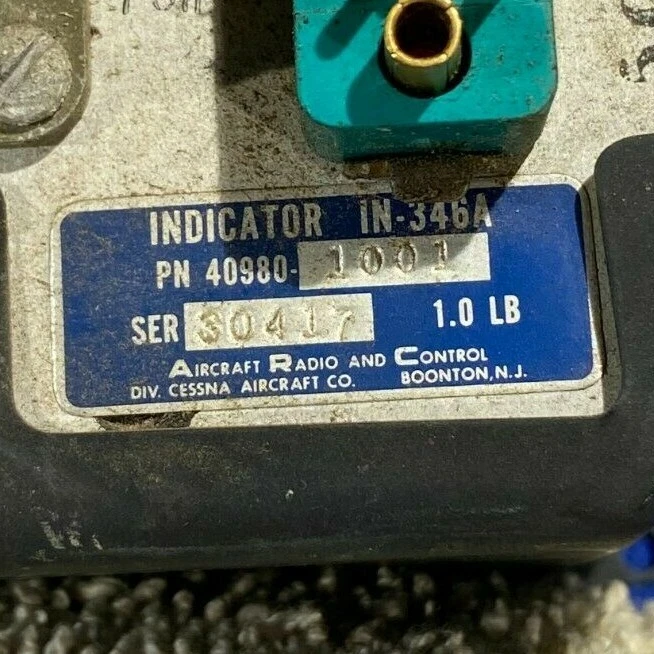 INDICATOR IN-346A
PN 40980-1001
SER 30417 1.0 LB
AIRCRAFT RADIO AND CONTROL
DIV. CESSNA AIRCRAFT CO. BOONTON, N.J.